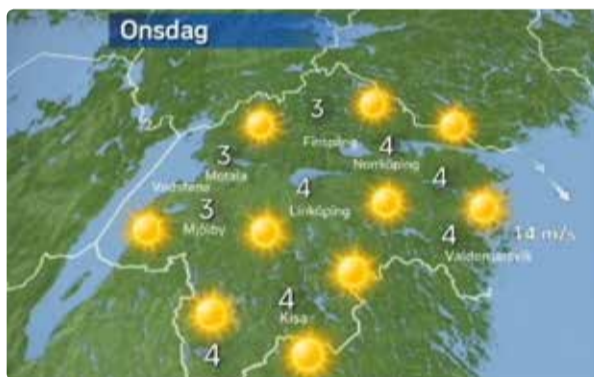 Onsdag
3
Finspång
4
Norrköping
3
Motala
4
Vadstena
4
Linköping
3
Mjölby
4
14 m/s
Valdemarsvik
4
Kisa
4